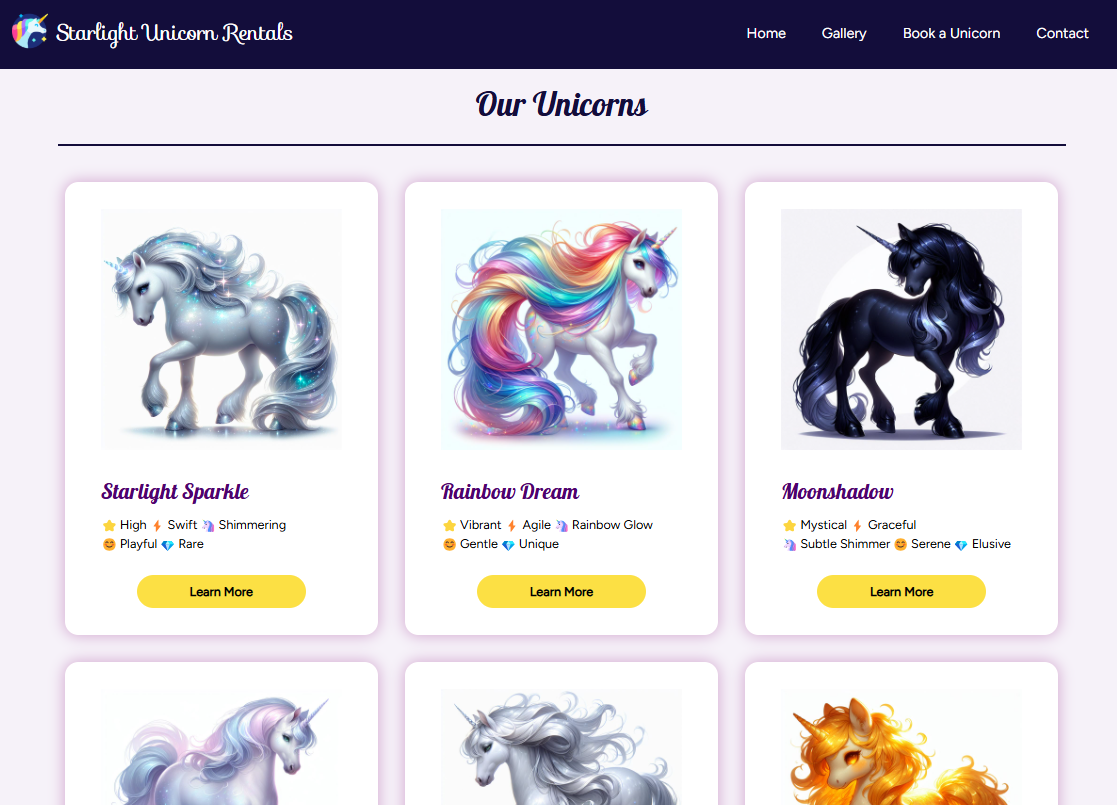 Starlight Unicorn Rentals
Home Gallery Book a Unicorn Contact
Our Unicorns
Starlight Sparkle
⭐ High ⚡ Swift 🦄 Shimmering
😊 Playful 💎 Rare
Learn More
Rainbow Dream
⭐ Vibrant ⚡ Agile 🦄 Rainbow Glow
😊 Gentle 💎 Unique
Learn More
Moonshadow
⭐ Mystical ⚡ Graceful
🦄 Subtle Shimmer 😊 Serene 💎 Elusive
Learn More